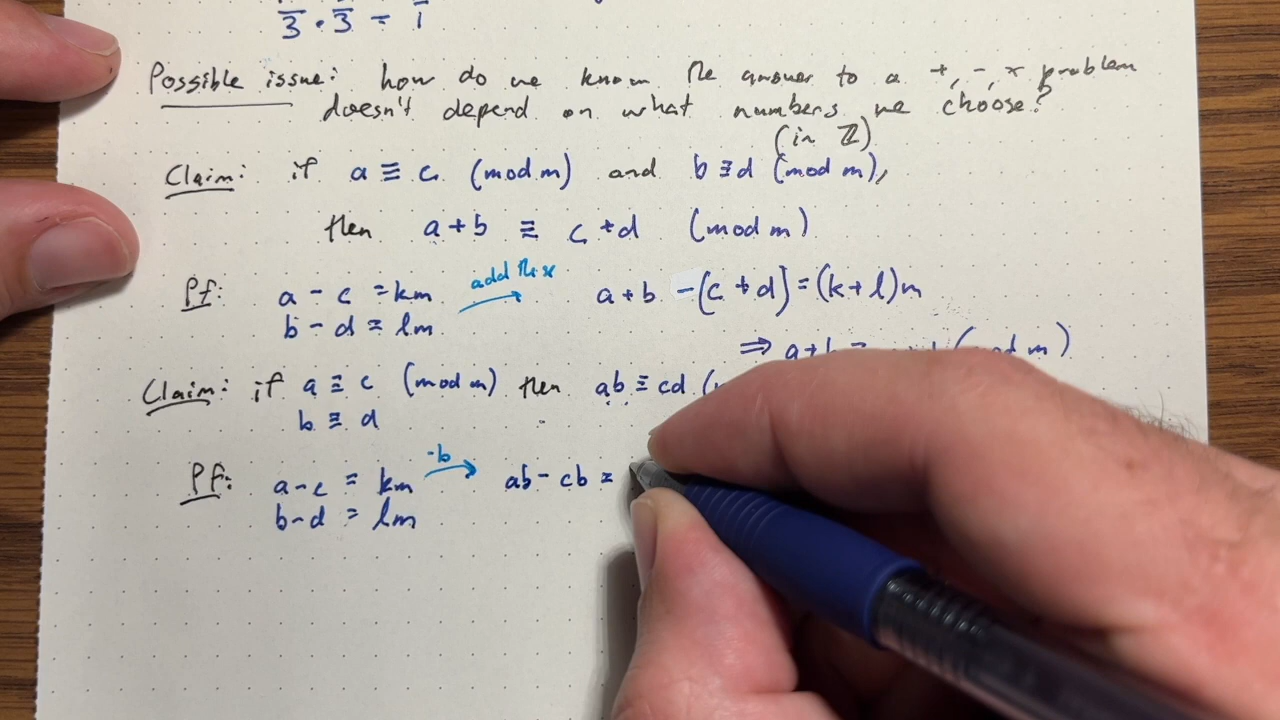 3̅ · 3̅ = 1̅
Possible issue: how do we know the answer to a +, -, × problem
doesn't depend on what numbers we choose?
(in ℤ)
Claim: if a ≡ c (mod m) and b ≡ d (mod m),
then a + b ≡ c + d (mod m)
Pf: a - c = km add these a + b - (c + d) = (k + l)m
b - d = lm
⇒ a + b ≡ (mod m)
Claim: if a ≡ c (mod m) then ab ≡ cd
b ≡ d
Pf: a - c = km ·b ab - cb =
b - d = lm